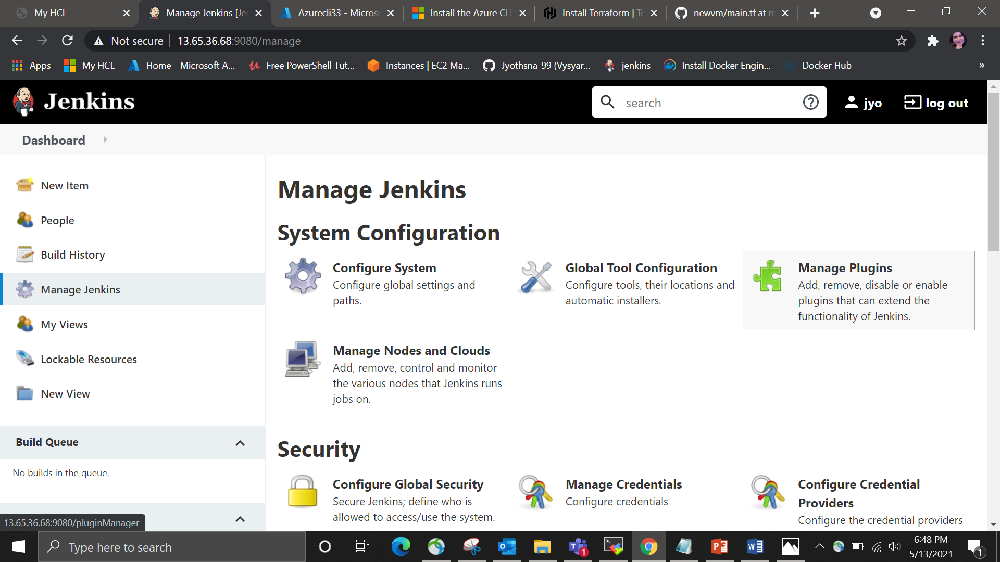 My HCL
Manage Jenkins [Jer
Azurecli33 - Micros
Install the Azure CLI
Install Terraform | Te
newvm/main.tf at m
Not secure
13.65.36.68:9080/manage
Apps
My HCL
Home - Microsoft A...
Free PowerShell Tut...
Instances | EC2 Ma...
Jyothsna-99 (Vysyar...
jenkins
Install Docker Engin...
Docker Hub
»
Jenkins
search
jyo
log out
Dashboard
New Item
People
Build History
Manage Jenkins
My Views
Lockable Resources
New View
Build Queue
No builds in the queue.
13.65.36.68:9080/pluginManager
Manage Jenkins
System Configuration
Configure System
Configure global settings and
paths.
Global Tool Configuration
Configure tools, their locations and
automatic installers.
Manage Plugins
Add, remove, disable or enable
plugins that can extend the
functionality of Jenkins.
Manage Nodes and Clouds
Add, remove, control and monitor
the various nodes that Jenkins runs
jobs on.
Security
Configure Global Security
Secure Jenkins; define who is
allowed to access/use the system.
Manage Credentials
Configure credentials
Configure Credential
Providers
Configure the credential providers
Type here to search
1
6:48 PM
5/13/2021
1